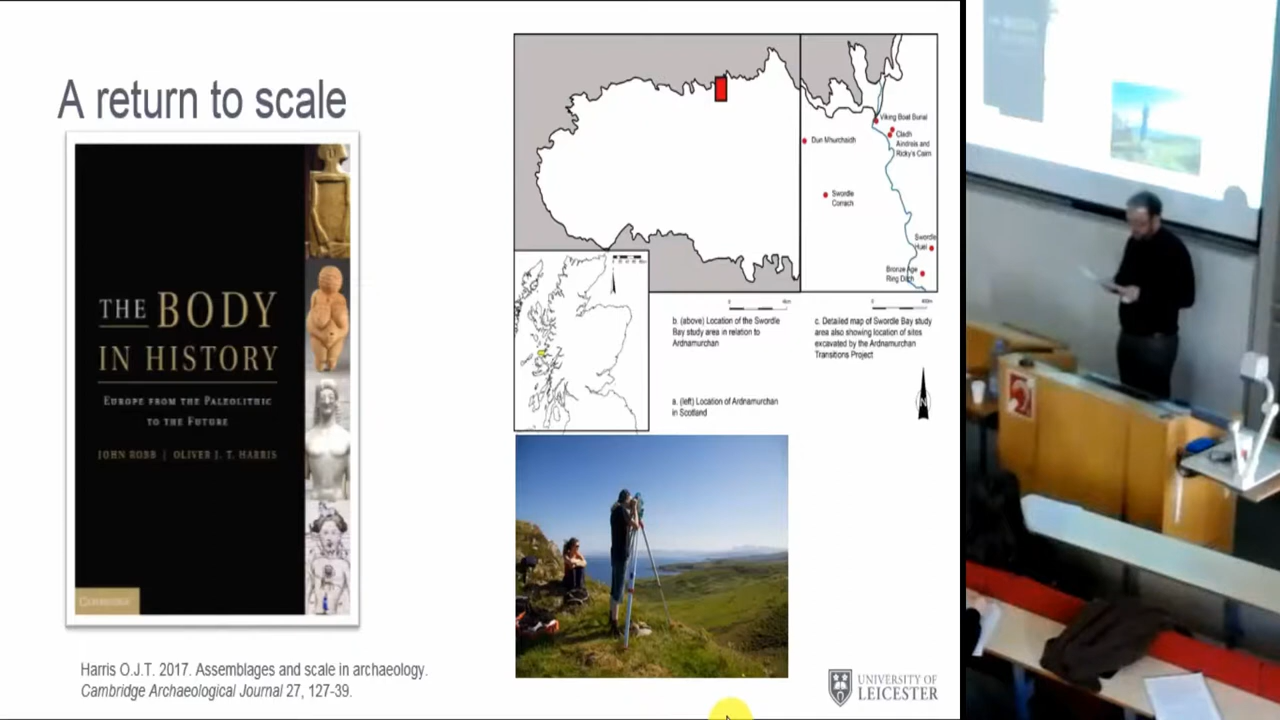 A return to scale
THE BODY
IN HISTORY
EUROPE FROM THE PALEOLITHIC
TO THE FUTURE
JOHN ROBB | OLIVER J. T. HARRIS
CAMBRIDGE
Harris O.J.T. 2017. Assemblages and scale in archaeology.
Cambridge Archaeological Journal 27, 127-39.
Viking Boat Burial
Dun Mhurchaidh
Cladh
Aindreis and
Ricky's Cairn
Swordle
Corrach
Swordle
Huel
Bronze Age
Ring Ditch
b. (above) Location of the Swordle
Bay study area in relation to
Ardnamurchan
c. Detailed map of Swordle Bay study
area also showing location of sites
excavated by the Ardnamurchan
Transitions Project
a. (left) Location of Ardnamurchan
in Scotland
UNIVERSITY OF
LEICESTER